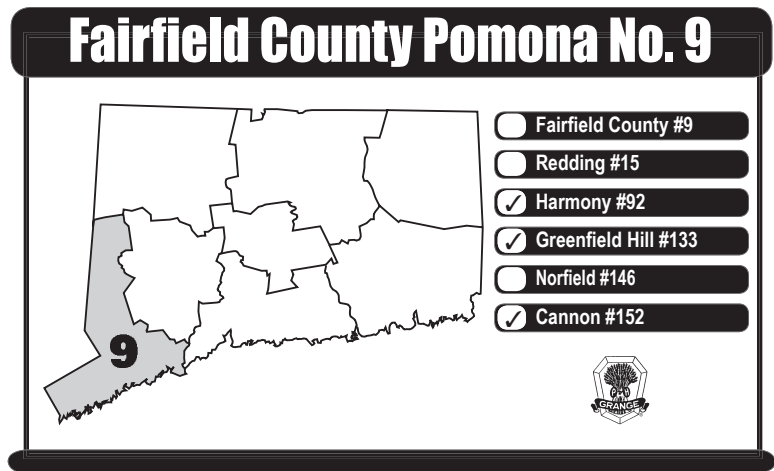 Fairfield County Pomona No. 9
Fairfield County #9
Redding #15
✓ Harmony #92
✓ Greenfield Hill #133
Norfield #146
✓ Cannon #152
9
GRANGE